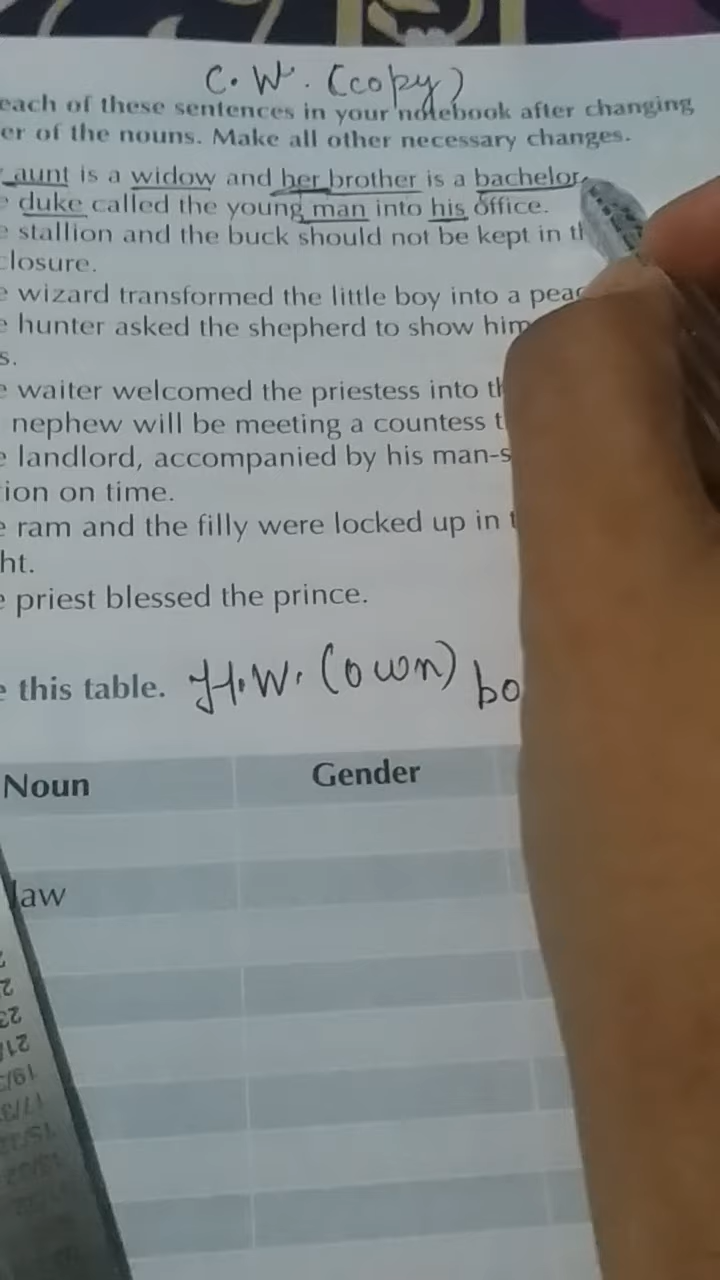 C.W. (copy)
each of these sentences in your notebook after changing
er of the nouns. Make all other necessary changes.
aunt is a widow and her brother is a bachelor
duke called the young man into his office.
stallion and the buck should not be kept in
closure.
wizard transformed the little boy into a
hunter asked the shepherd to show him
s.
waiter welcomed the priestess into
nephew will be meeting a countess
landlord, accompanied by his man-s
ion on time.
ram and the filly were locked up in
ht.
priest blessed the prince.
this table. H.W. (own) bo
Noun Gender
law